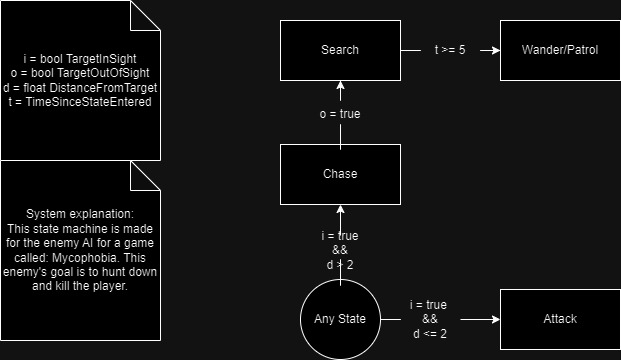 i = bool TargetInSight
o = bool TargetOutOfSight
d = float DistanceFromTarget
t = TimeSinceStateEntered
System explanation:
This state machine is made
for the enemy AI for a game
called: Mycophobia. This
enemy's goal is to hunt down
and kill the player.
Search
t >= 5
Wander/Patrol
o = true
Chase
i = true
&&
d > 2
Any State
i = true
&&
d <= 2
Attack